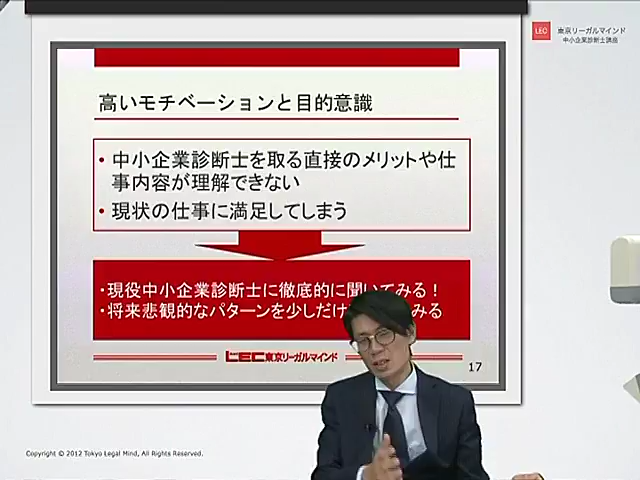 LEC 東京リーガルマインド
中小企業診断士講座
高いモチベーションと目的意識
・中小企業診断士を取る直接のメリットや仕
事内容が理解できない
・現状の仕事に満足してしまう
・現役中小企業診断士に徹底的に聞いてみる！
・将来悲観的なパターンを少しだけ みる
LEC東京リーガルマインド
17
Copyright © 2012 Tokyo Legal Mind, All Rights Reserved.